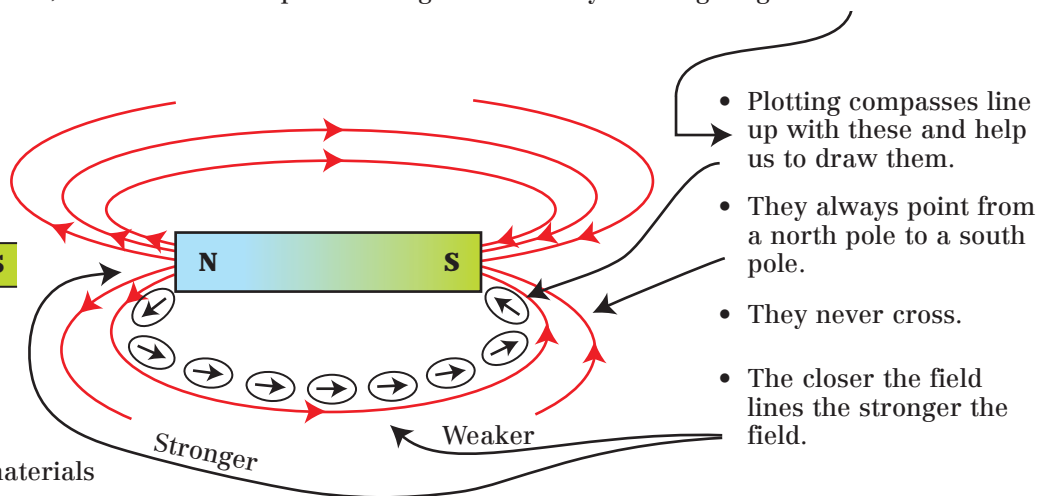 • Plotting compasses line
up with these and help
us to draw them.
• They always point from
a north pole to a south
pole.
• They never cross.
• The closer the field
lines the stronger the
field.
S
N
S
Stronger
Weaker
materials